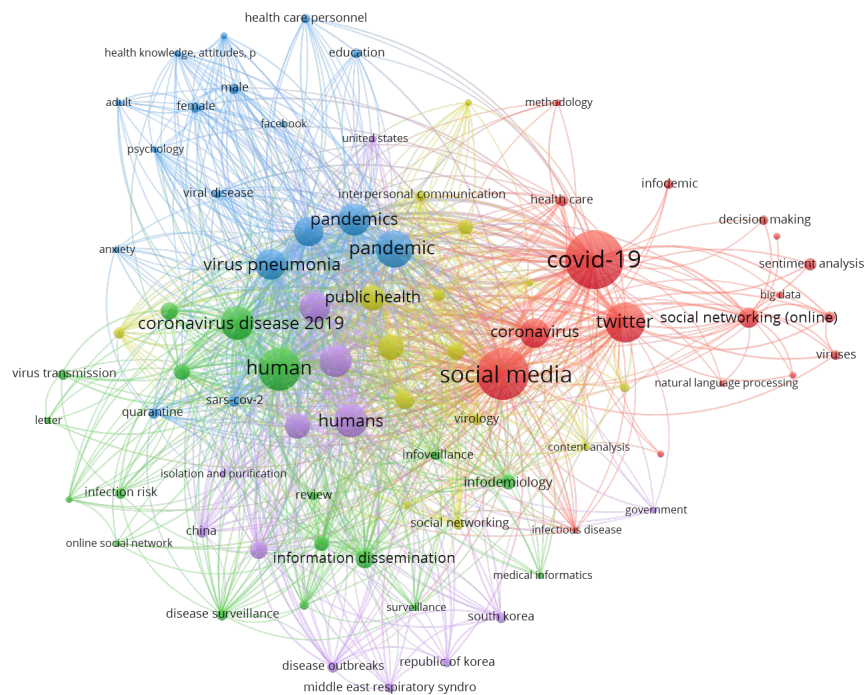 health care personnel
health knowledge, attitudes, p
education
male
adult
female
methodology
facebook
united states
psychology
infodemic
viral disease
interpersonal communication
health care
decision making
pandemics
anxiety
pandemic
covid-19
virus pneumonia
sentiment analysis
public health
big data
coronavirus disease 2019
coronavirus
twitter
social networking (online)
viruses
virus transmission
human
social media
natural language processing
sars-cov-2
quarantine
letter
humans
virology
content analysis
infoveillance
isolation and purification
infection risk
review
infodemiology
government
china
social networking
infectious disease
online social network
information dissemination
medical informatics
disease surveillance
surveillance
south korea
disease outbreaks
republic of korea
middle east respiratory syndro